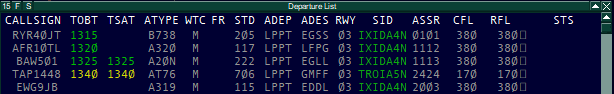 15 F S Departure List
CALLSIGN TOBT TSAT ATYPE WTC FR STD ADEP ADES RWY SID ASSR CFL RFL STS
RYR40JT 1315 B738 M 205 LPPT EGSS 03 IXIDA4N 0101 380 380
AFR10TL 1320 A320 M 117 LPPT LFPG 03 IXIDA4N 1112 380 380
BAW501 1325 1325 A20N M 222 LPPT EGLL 03 IXIDA4N 1113 380 380
TAP1448 1340 1340 AT76 M 706 LPPT GMFF 03 TROIA5N 2424 170 170
EWG9JB A319 M 115 LPPT EDDL 03 IXIDA4N 2003 380 380